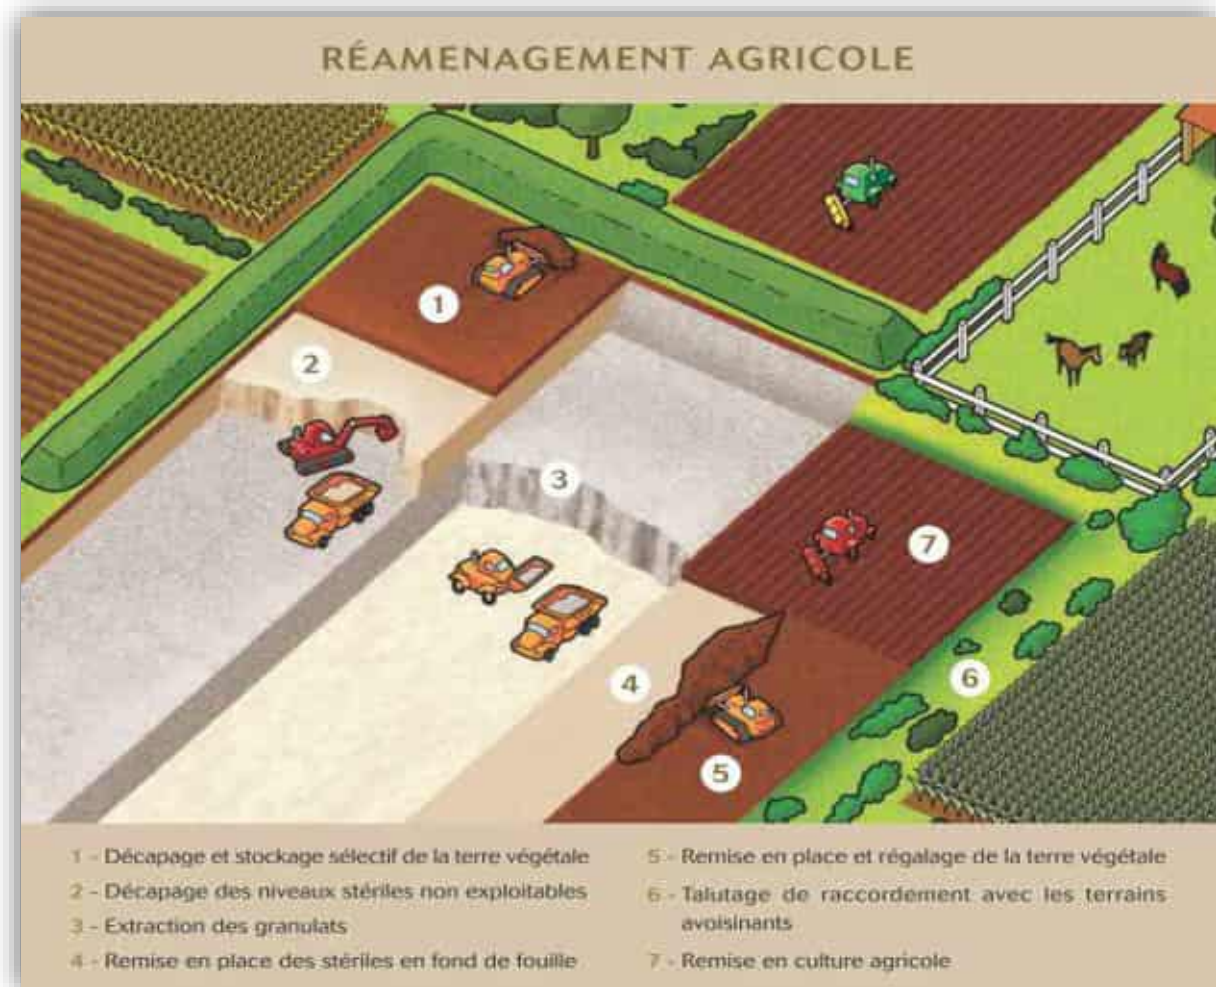 RÉAMENAGEMENT AGRICOLE
1
2
3
4
5
6
7
1 - Décapage et stockage sélectif de la terre végétale
2 - Décapage des niveaux stériles non exploitables
3 - Extraction des granulats
4 - Remise en place des stériles en fond de fouille
5 - Remise en place et régalage de la terre végétale
6 - Talutage de raccordement avec les terrains
avoisinants
7 - Remise en culture agricole